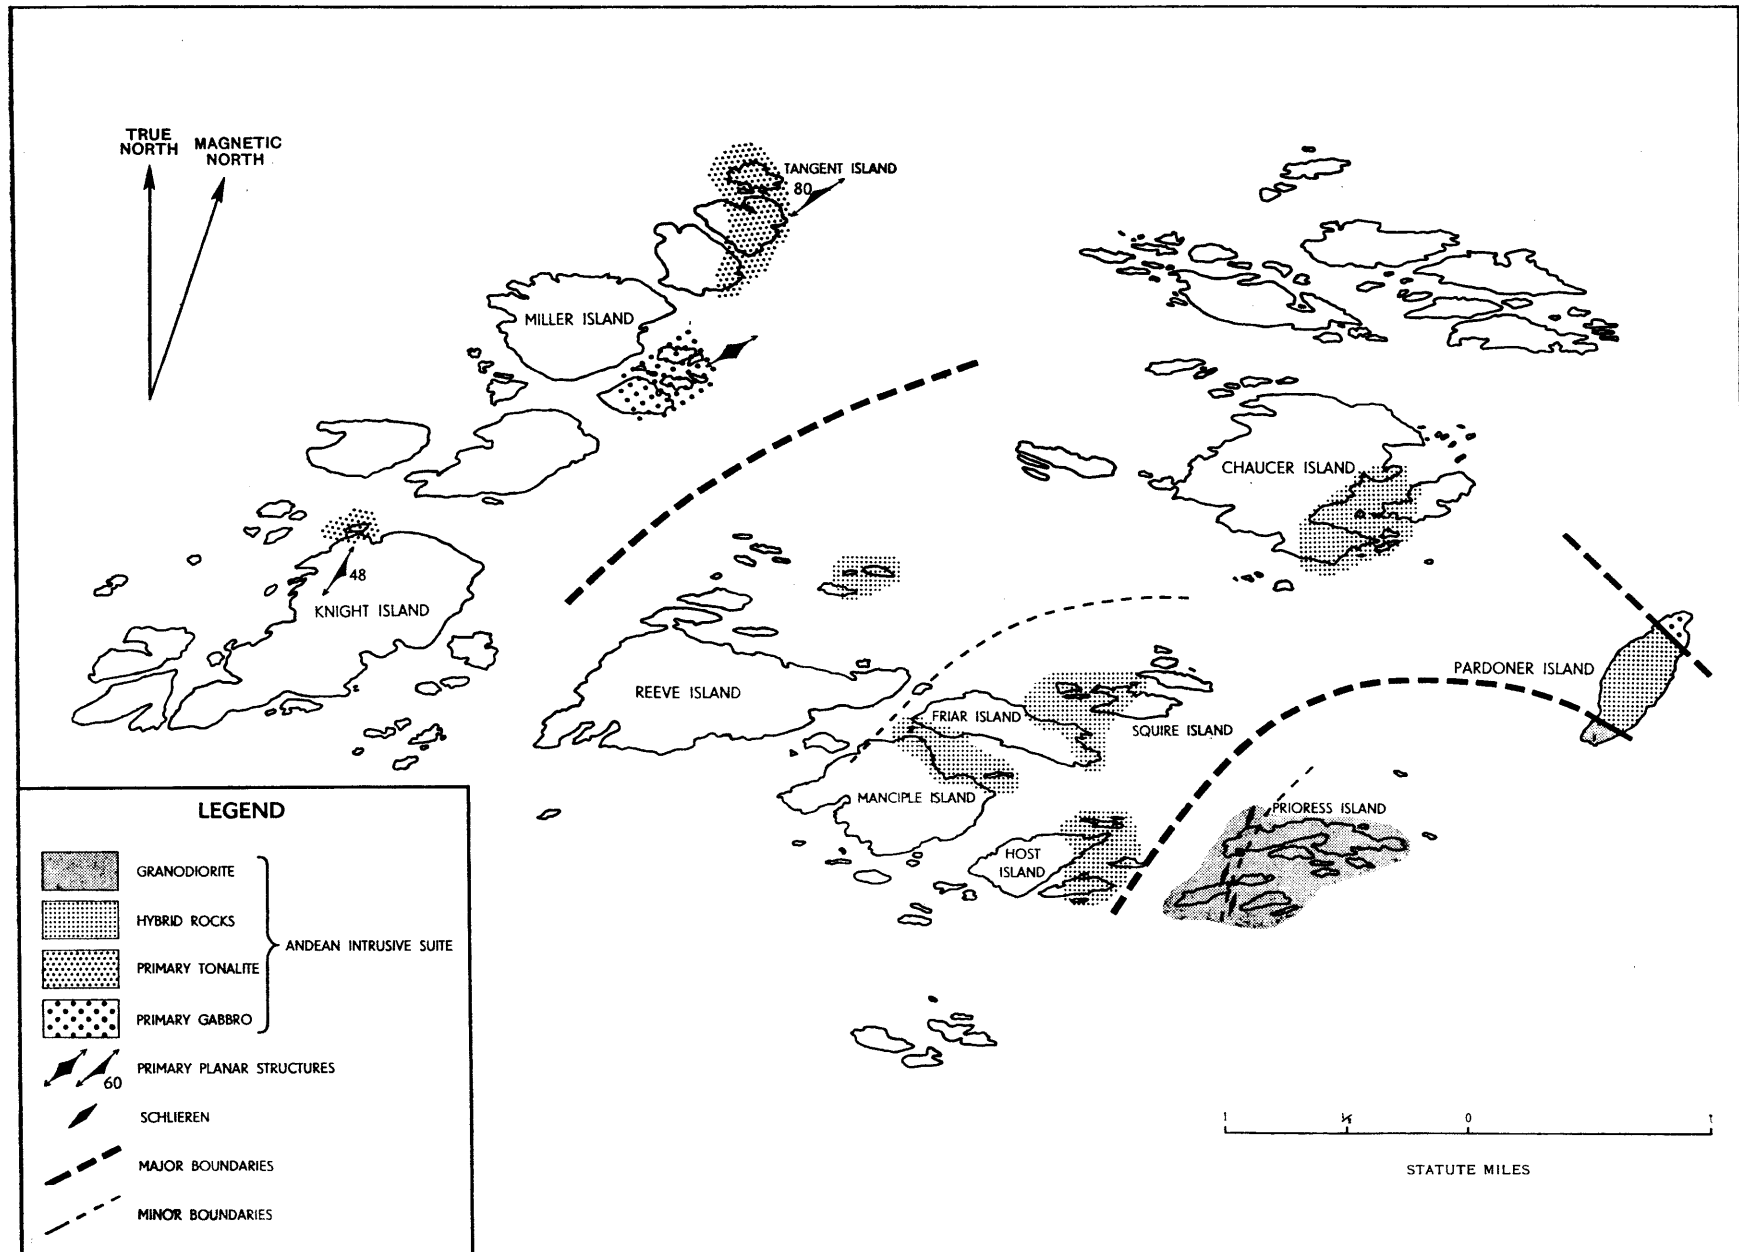 TRUE
NORTH
MAGNETIC
NORTH
TANGENT ISLAND
80
MILLER ISLAND
CHAUCER ISLAND
48
KNIGHT ISLAND
REEVE ISLAND
PARDONER ISLAND
FRIAR ISLAND
SQUIRE ISLAND
MANCIPLE ISLAND
PRIORESS ISLAND
HOST
ISLAND
LEGEND
GRANODIORITE
HYBRID ROCKS
ANDEAN INTRUSIVE SUITE
PRIMARY TONALITE
PRIMARY GABBRO
PRIMARY PLANAR STRUCTURES
60
SCHLIEREN
MAJOR BOUNDARIES
MINOR BOUNDARIES
1 ½ 0 1
STATUTE MILES